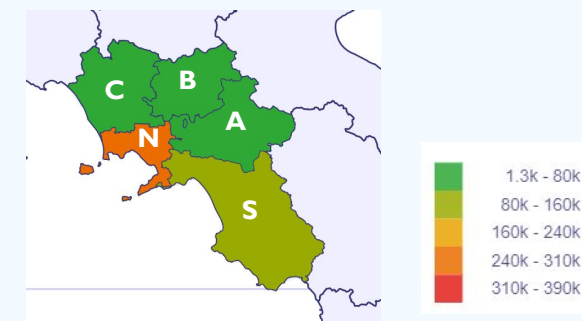 B
C
A
N
S
1.3k - 80k
80k - 160k
160k - 240k
240k - 310k
310k - 390k